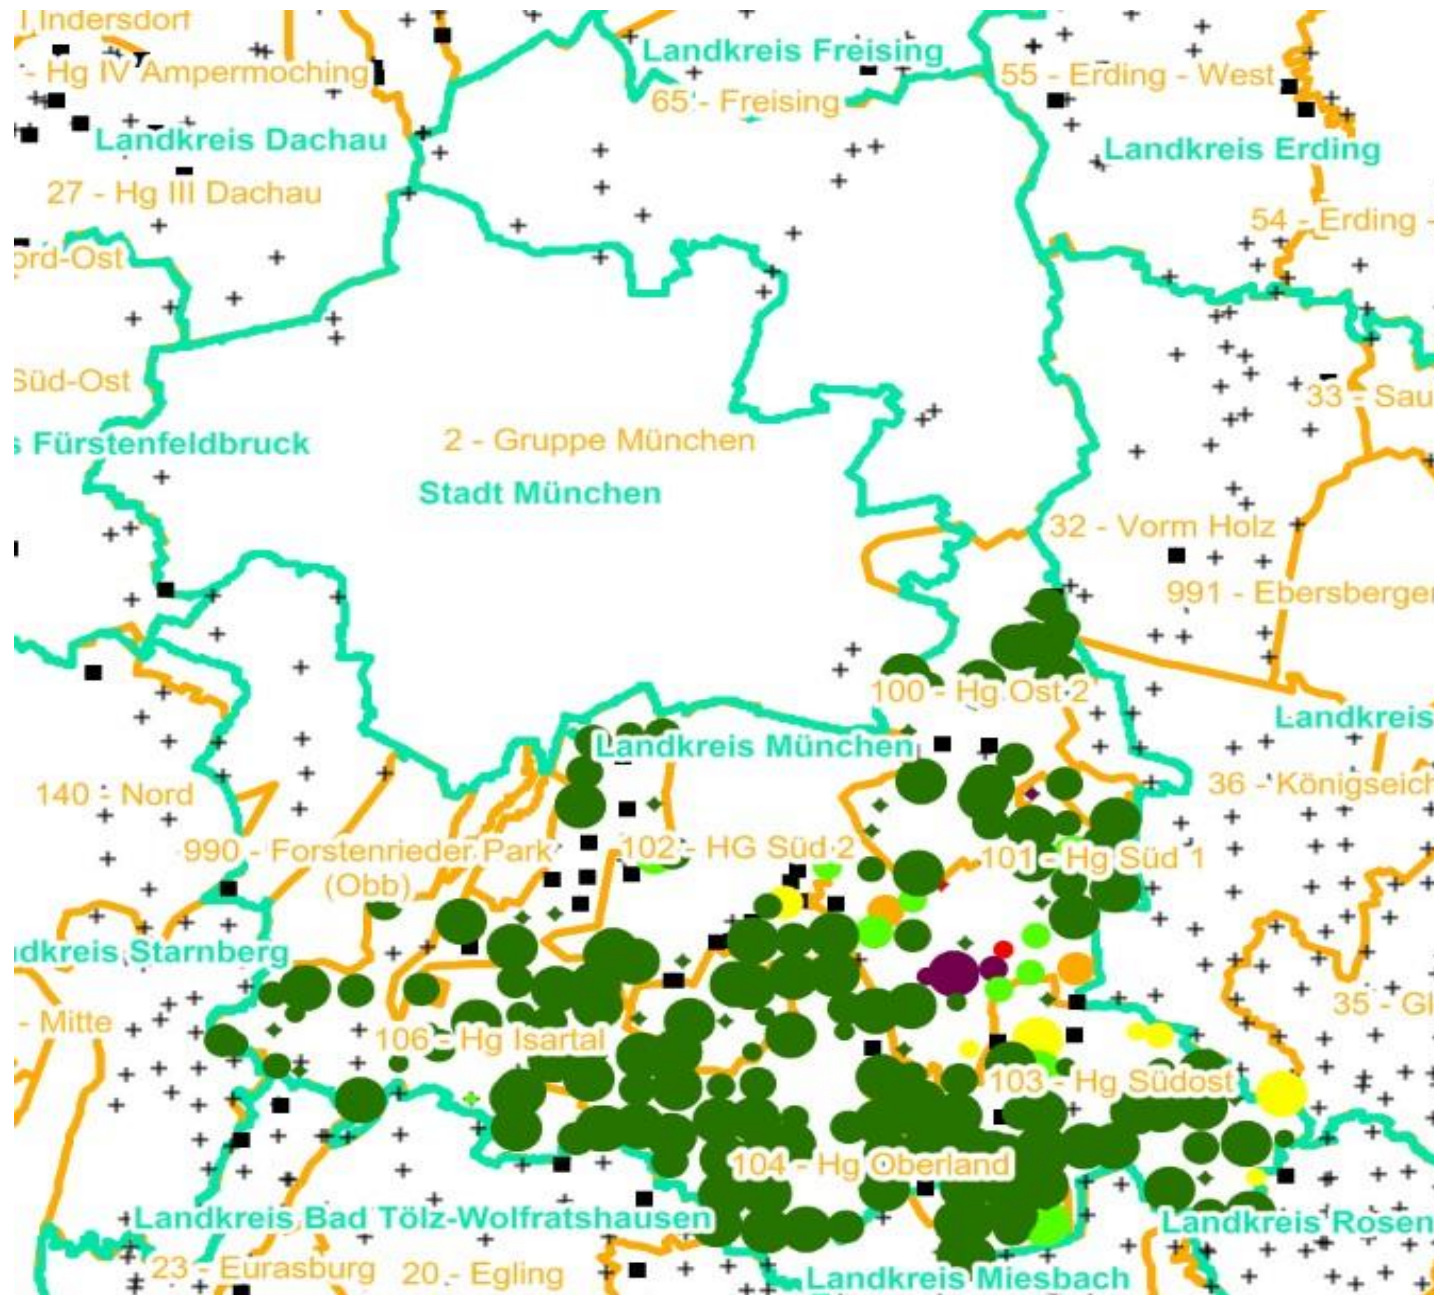 Indersdorf
Landkreis Freising
- Hg IV Ampermoching
55 - Erding - West
65 - Freising
Landkreis Dachau
Landkreis Erding
27 - Hg III Dachau
54 - Erding -
ord-Ost
Süd-Ost
33 - Sau
s Fürstenfeldbruck
2 - Gruppe München
Stadt München
32 - Vorm Holz
991 - Ebersberger
100 - Hg Ost 2
Landkreis
Landkreis München
36 - Königseich
140 - Nord
990 - Forstenrieder Park
(Obb)
102 - HG Süd 2
101 - Hg Süd 1
ndkreis Starnberg
35 - Gl
- Mitte
106 - Hg Isartal
103 - Hg Südost
104 - Hg Oberland
Landkreis Bad Tölz-Wolfratshausen
Landkreis Rosen
23 - Eurasburg
20 - Egling
Landkreis Miesbach